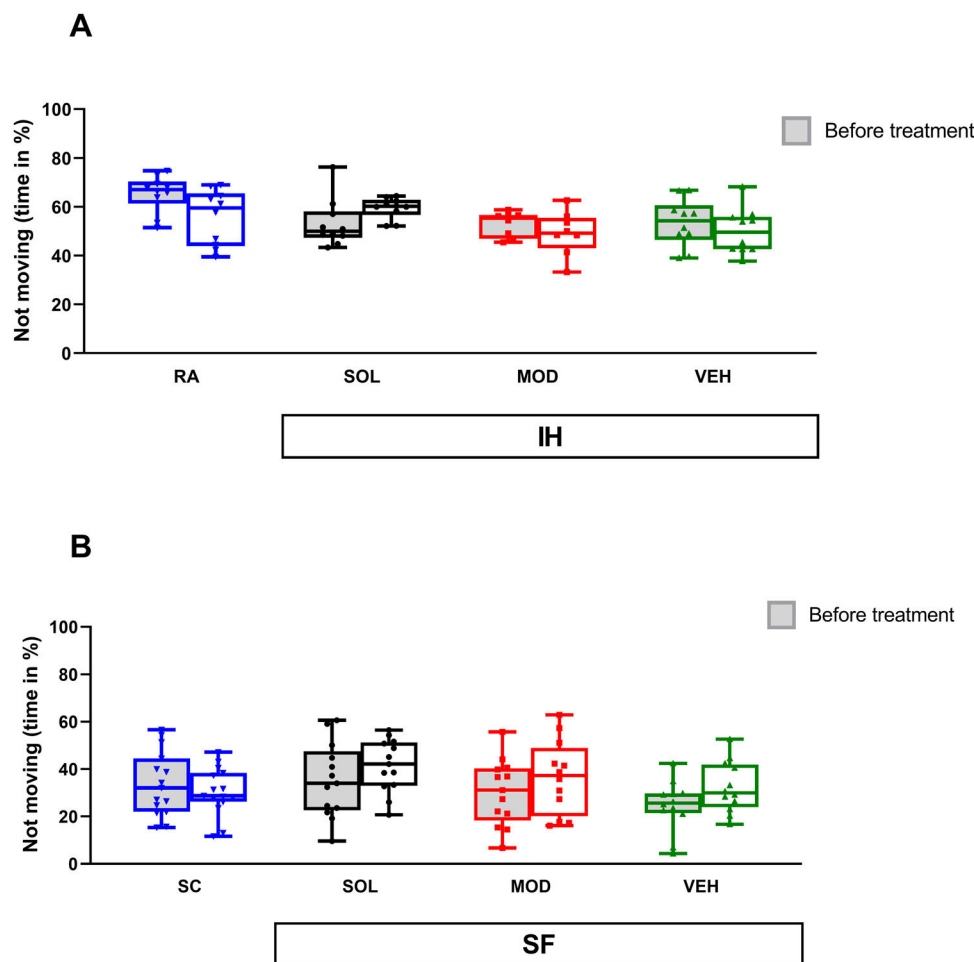 A
Not moving (time in %)
100
80
60
40
20
0
Before treatment
RA SOL MOD VEH
IH
B
Not moving (time in %)
100
80
60
40
20
0
Before treatment
SC SOL MOD VEH
SF